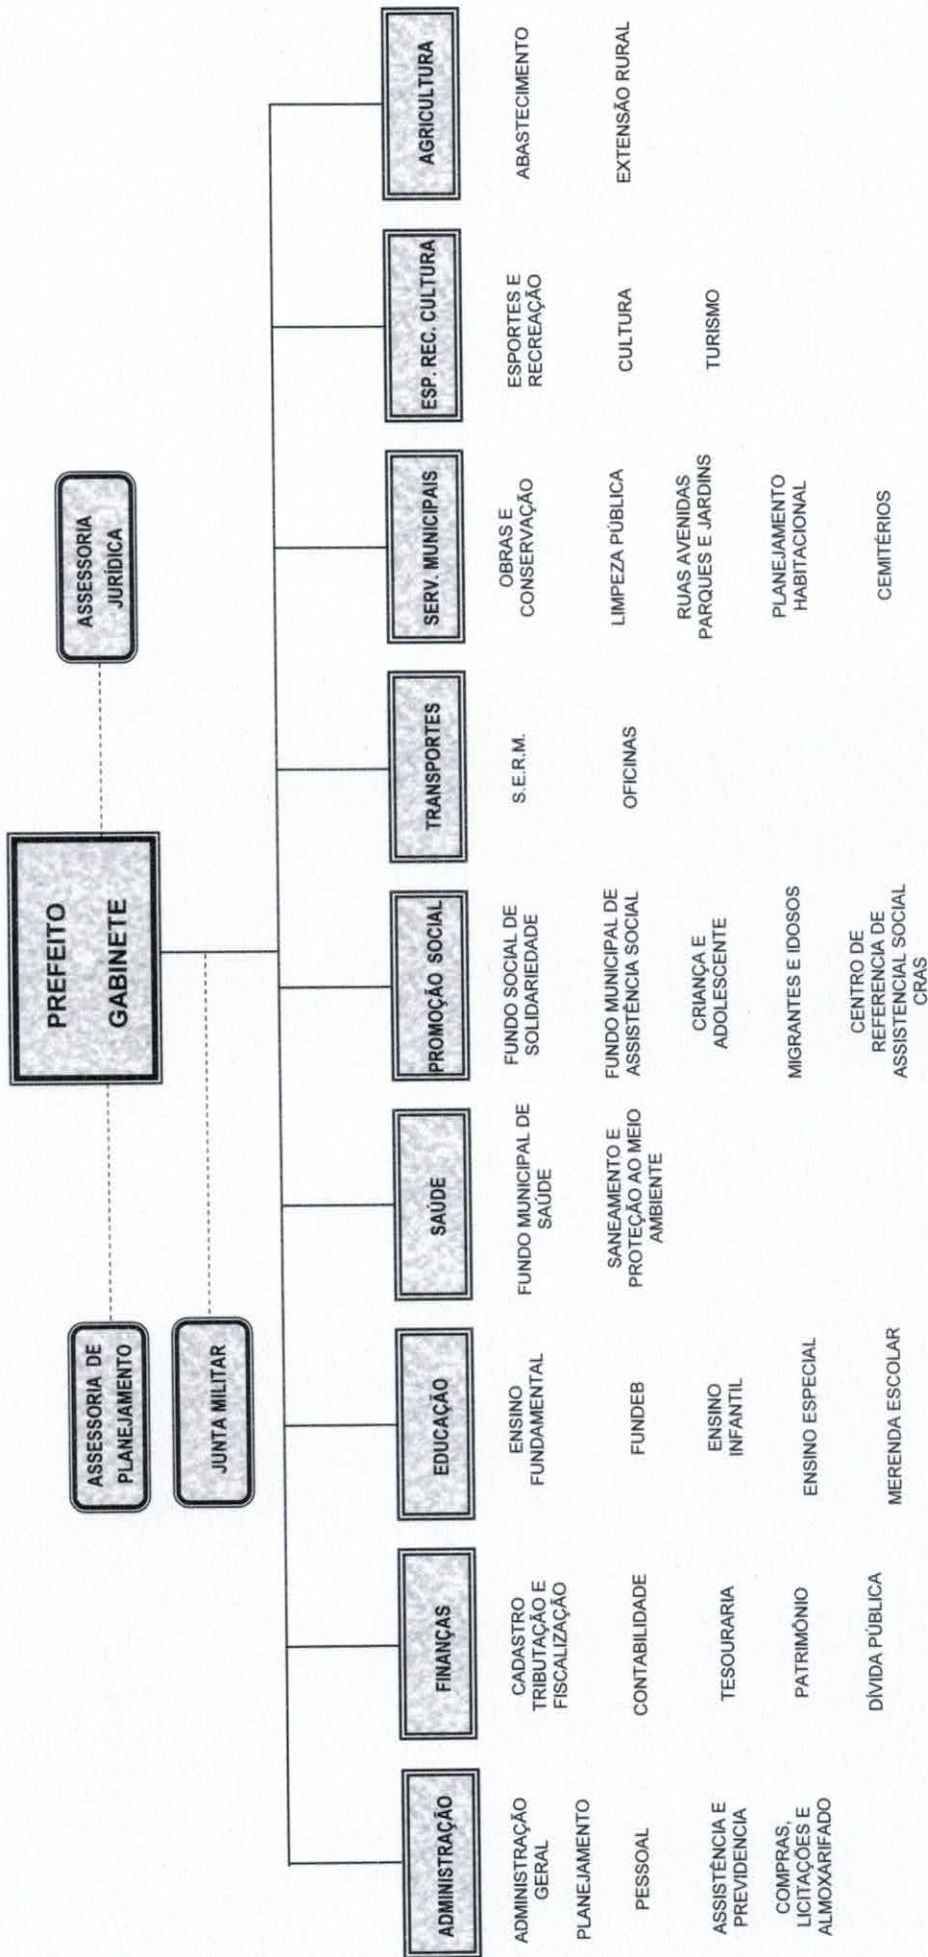 PREFEITO
GABINETE
ASSESSORIA DE
PLANEJAMENTO
ASSESSORIA
JURÍDICA
JUNTA MILITAR
ADMINISTRAÇÃO
ADMINISTRAÇÃO
GERAL
PLANEJAMENTO
PESSOAL
ASSISTÊNCIA E
PREVIDENCIA
COMPRAS,
LICITAÇÕES E
ALMOXARIFADO
FINANÇAS
CADASTRO
TRIBUTAÇÃO E
FISCALIZAÇÃO
CONTABILIDADE
TESOURARIA
PATRIMÔNIO
DÍVIDA PÚBLICA
EDUCAÇÃO
ENSINO
FUNDAMENTAL
FUNDEB
ENSINO
INFANTIL
ENSINO ESPECIAL
MERENDA ESCOLAR
SAÚDE
FUNDO MUNICIPAL DE
SAÚDE
SANEAMENTO E
PROTEÇÃO AO MEIO
AMBIENTE
PROMOÇÃO SOCIAL
FUNDO SOCIAL DE
SOLIDARIEDADE
FUNDO MUNICIPAL DE
ASSISTÊNCIA SOCIAL
CRIANÇA E
ADOLESCENTE
MIGRANTES E IDOSOS
CENTRO DE
REFERENCIA DE
ASSISTENCIAL SOCIAL
CRAS
TRANSPORTES
S.E.R.M.
OFICINAS
SERV. MUNICIPAIS
OBRAS E
CONSERVAÇÃO
LIMPEZA PÚBLICA
RUAS AVENIDAS
PARQUES E JARDINS
PLANEJAMENTO
HABITACIONAL
CEMITÉRIOS
ESP. REC. CULTURA
ESPORTES E
RECREAÇÃO
CULTURA
TURISMO
AGRICULTURA
ABASTECIMENTO
EXTENSÃO RURAL